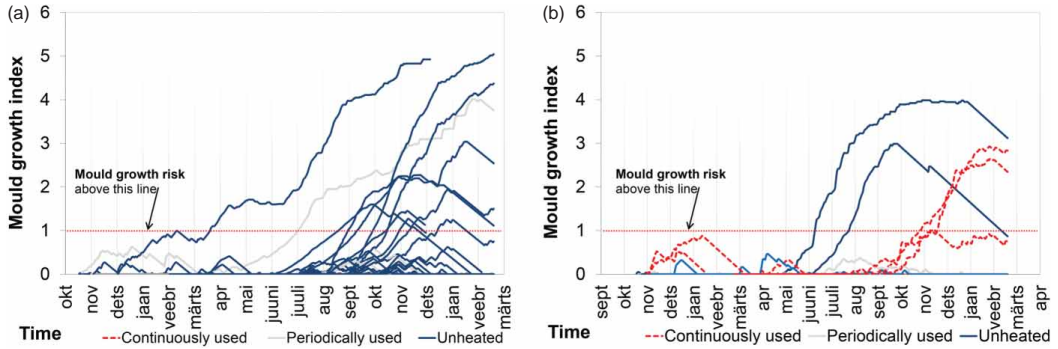 (a)
Mould growth index
6
5
4
3
2
1
0
Mould growth risk
above this line
okt
nov
dets
jaan
veebr
märts
apr
mai
juuni
juuli
aug
sept
okt
nov
dets
jaan
veebr
märts
Time
Continuously used
Periodically used
Unheated
(b)
Mould growth index
6
5
4
3
2
1
0
Mould growth risk
above this line
sept
okt
nov
dets
jaan
veebr
märts
apr
mai
juuni
juuli
aug
sept
okt
nov
dets
jaan
veebr
märts
apr
Time
Continuously used
Periodically used
Unheated